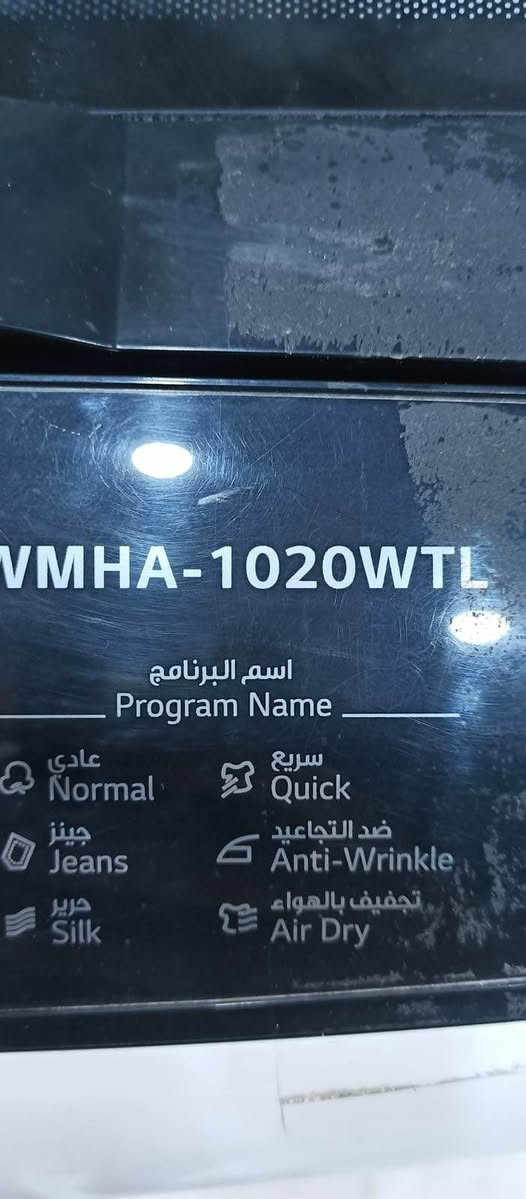 WMHA-1020WTL
اسم البرنامج
Program Name
عادي
Normal
سريع
Quick
جينز
Jeans
ضد التجاعيد
Anti-Wrinkle
حرير
Silk
تجفيف بالهواء
Air Dry